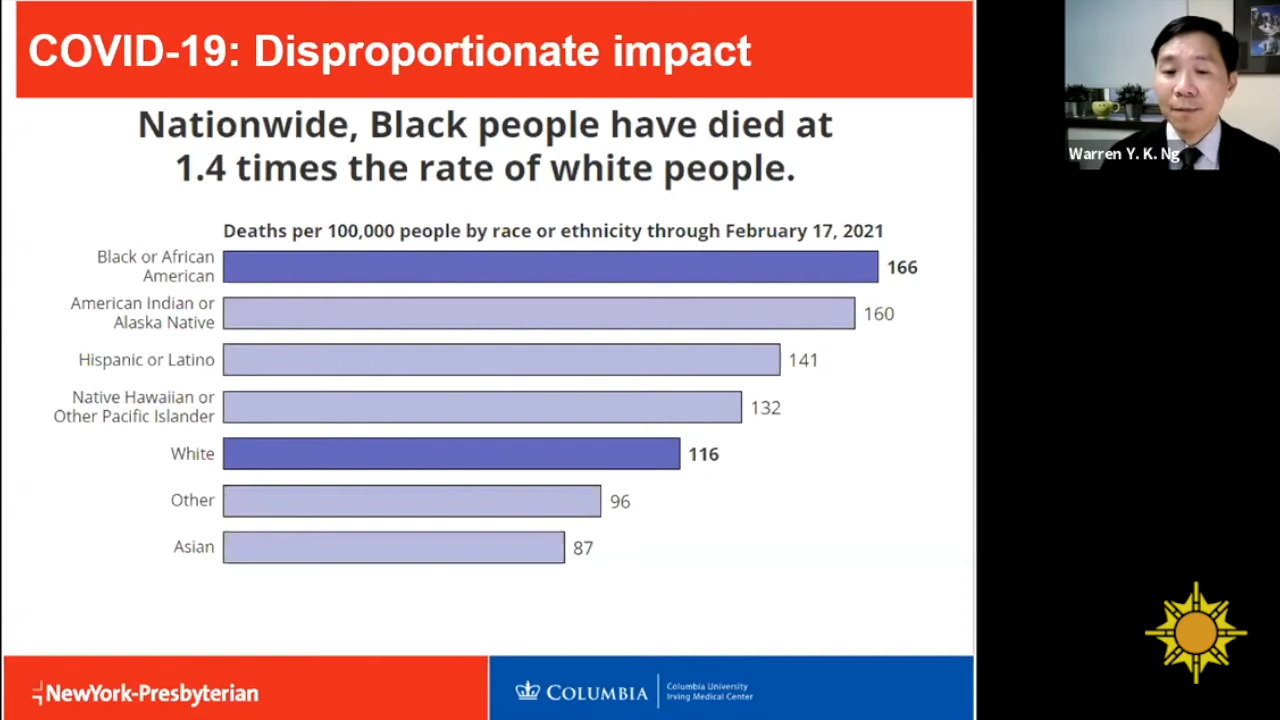 COVID-19: Disproportionate impact
Nationwide, Black people have died at
1.4 times the rate of white people.
Deaths per 100,000 people by race or ethnicity through February 17, 2021
Black or African
American
166
American Indian or
Alaska Native
160
Hispanic or Latino
141
Native Hawaiian or
Other Pacific Islander
132
White
116
Other
96
Asian
87
NewYork-Presbyterian
COLUMBIA
Columbia University
Irving Medical Center
Warren Y. K. Ng